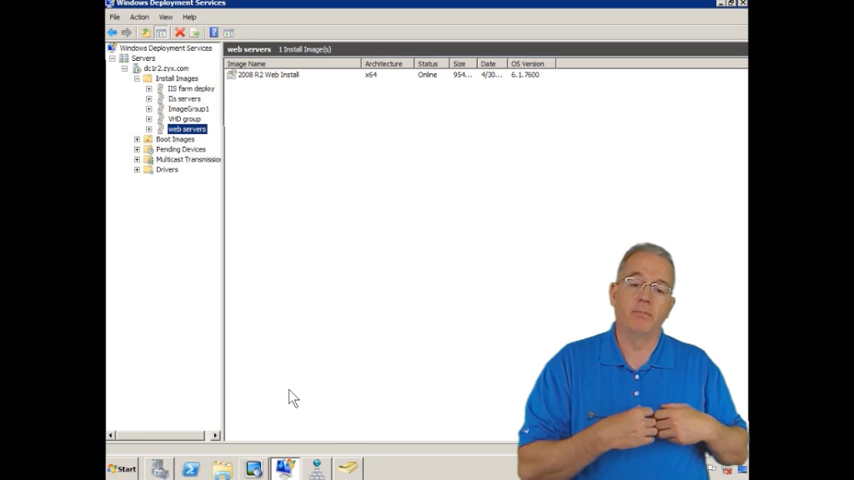 Windows Deployment Services
File Action View Help
Windows Deployment Services
Servers
dc1r2.zyx.com
Install Images
IIS farm deploy
IIs servers
ImageGroup1
VHD group
web servers
Boot Images
Pending Devices
Multicast Transmissio
Drivers
web servers 1 Install Image(s)
Image Name Architecture Status Size Date OS Version
2008 R2 Web Install x64 Online 954... 4/30... 6.1.7600
Start